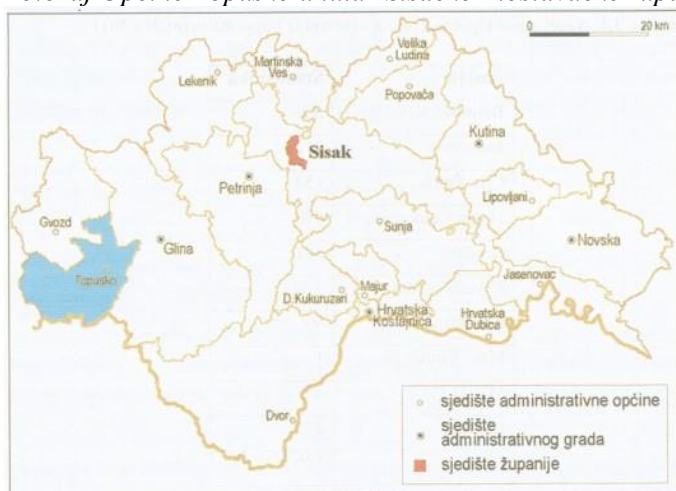 0 20 km
Velika
Ludina
Martinska
Ves
Lekenik
Popovača
Kutina
Sisak
Petrinja
Lipovljani
Gvozd
Sunja
Glina
Novska
Topusko
Jasenovac
D. Kukuruzari
Majur
Hrvatska
Kostajnica
Hrvatska
Dubica
Dvor
sjedište administrativne općine
sjedište
administrativnog grada
sjedište županije